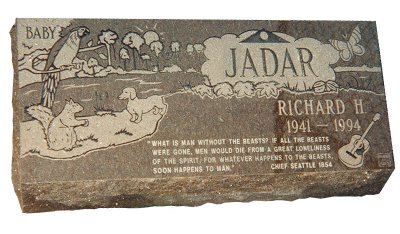 BABY
JADAR
RICHARD H
1941 - 1994
"WHAT IS MAN WITHOUT THE BEASTS? IF ALL THE BEASTS
WERE GONE, MEN WOULD DIE FROM A GREAT LONELINESS
OF THE SPIRIT, FOR WHATEVER HAPPENS TO THE BEASTS,
SOON HAPPENS TO MAN." CHIEF SEATTLE 1854